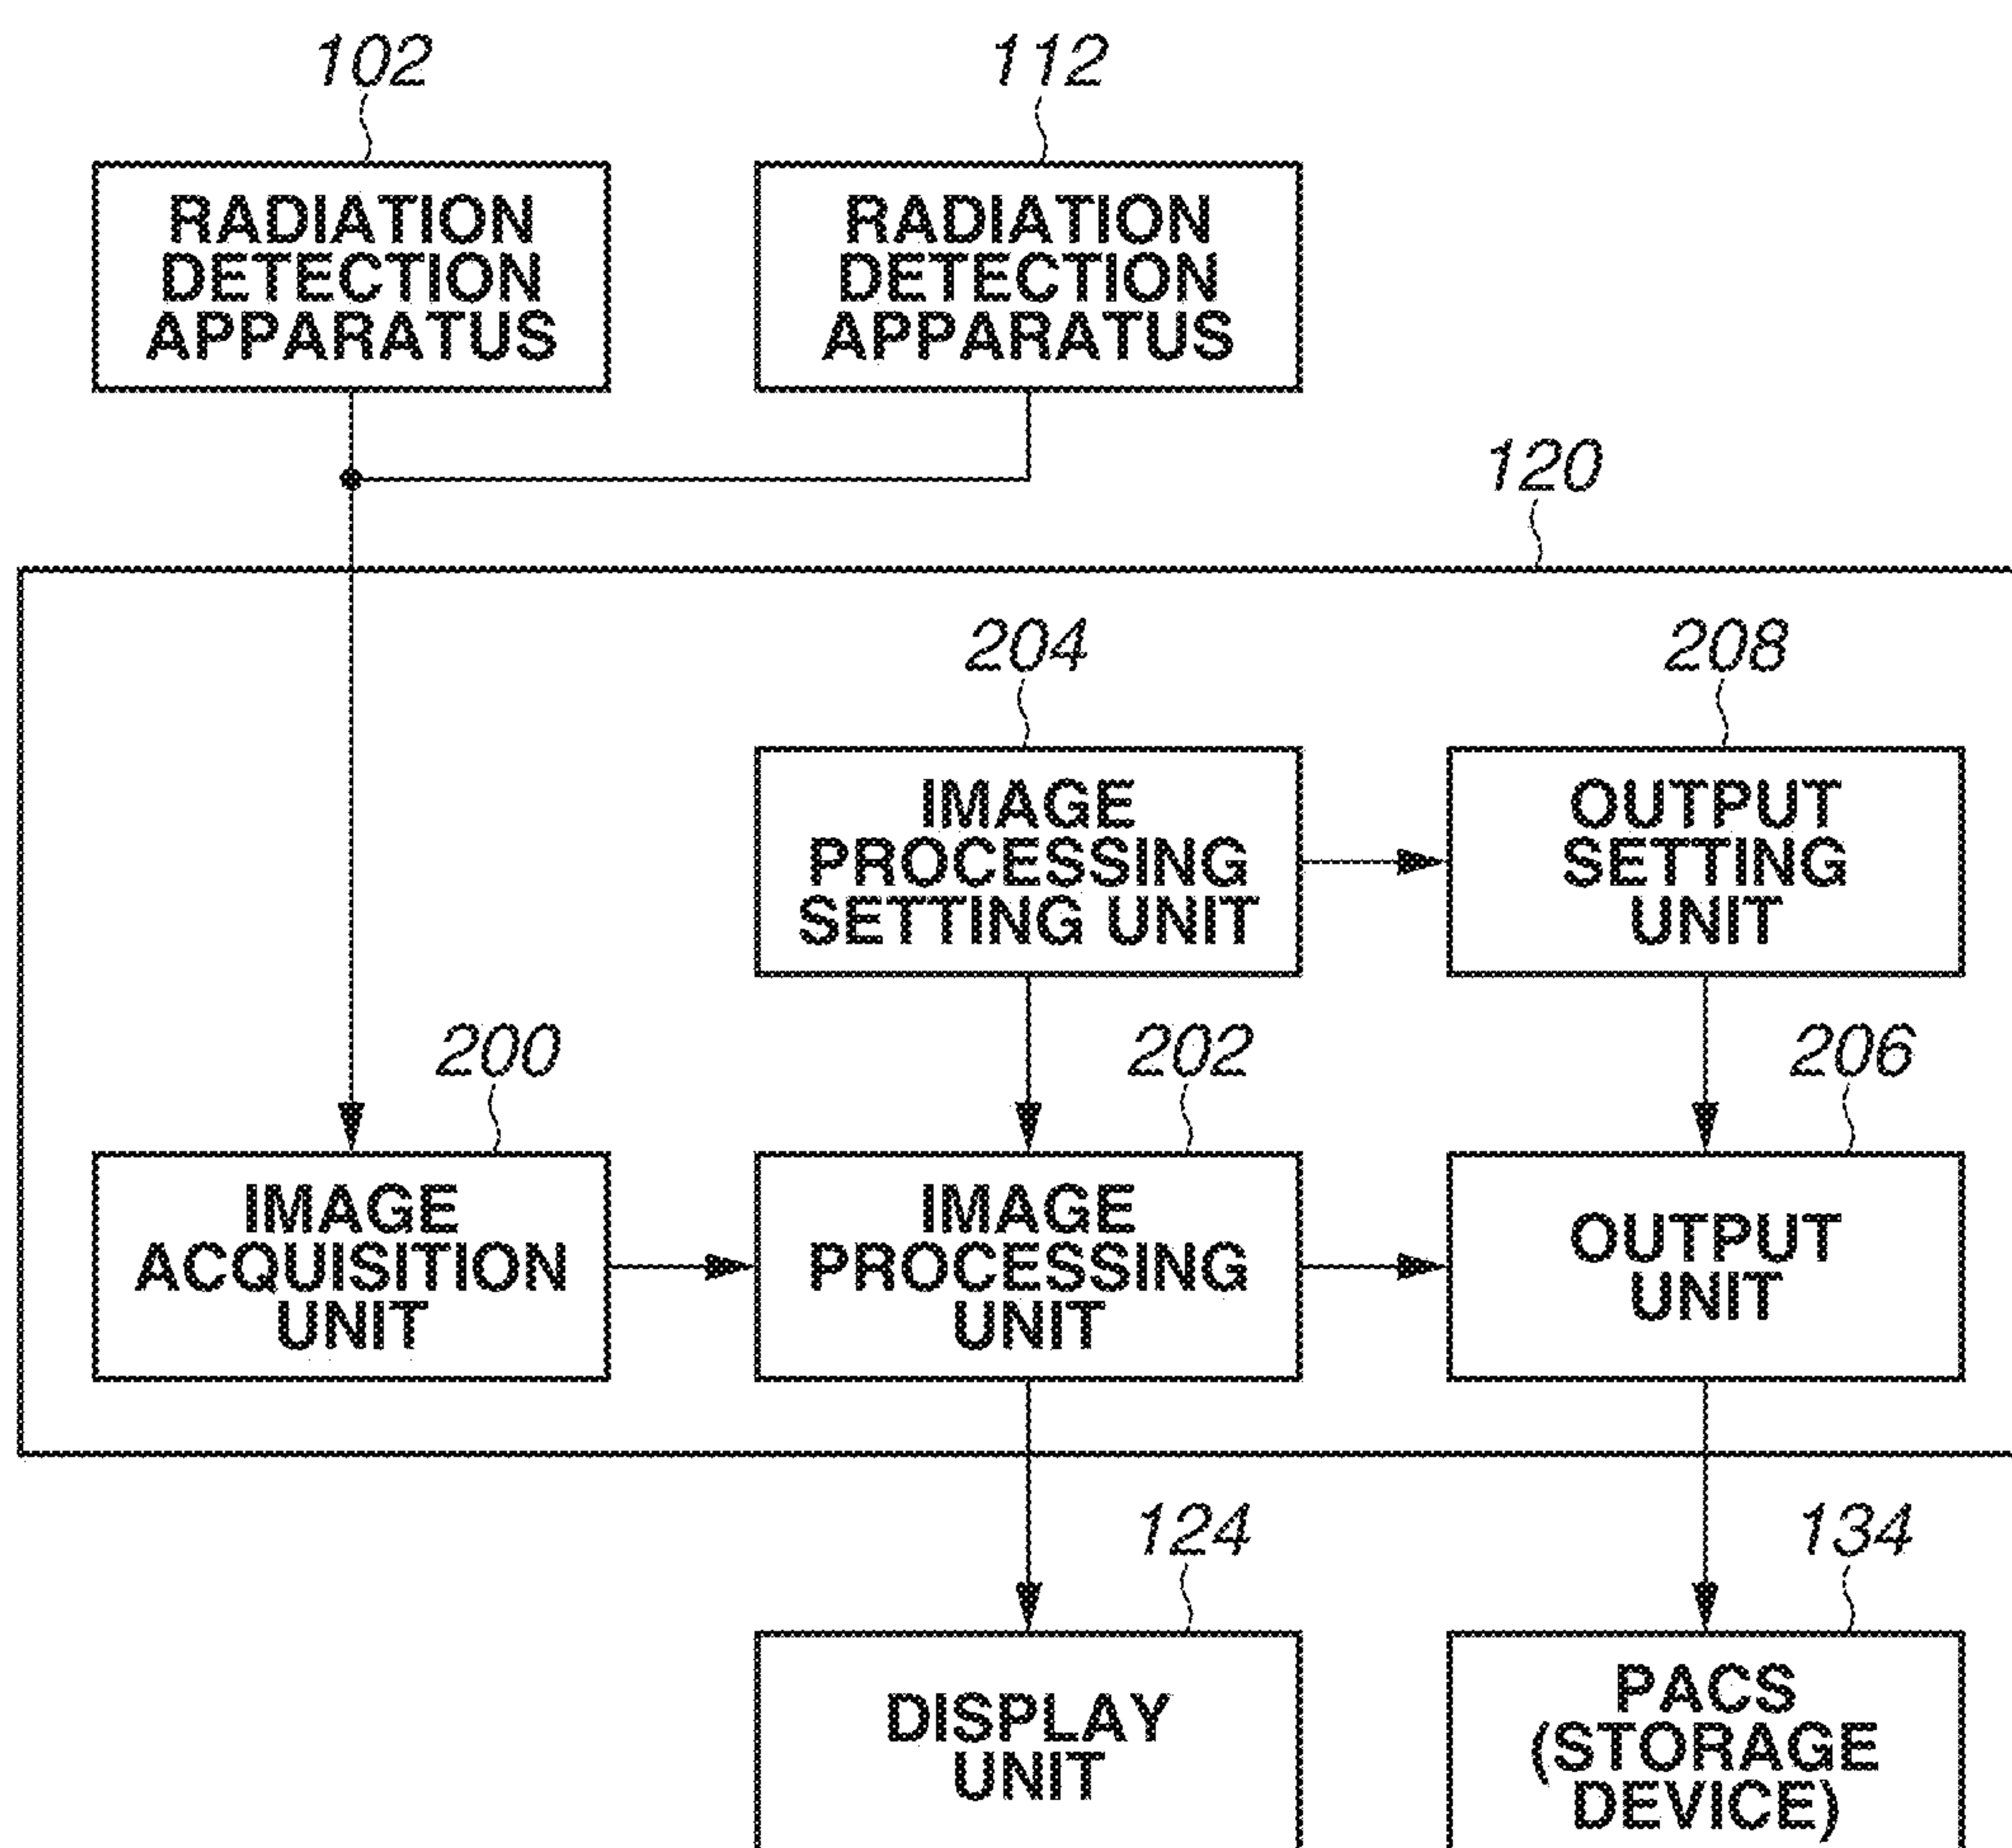 102
112
RADIATION
DETECTION
APPARATUS
RADIATION
DETECTION
APPARATUS
120
204
208
IMAGE
PROCESSING
SETTING UNIT
OUTPUT
SETTING
UNIT
200
202
206
IMAGE
ACQUISITION
UNIT
IMAGE
PROCESSING
UNIT
OUTPUT
UNIT
124
134
DISPLAY
UNIT
PACS
(STORAGE
DEVICE)